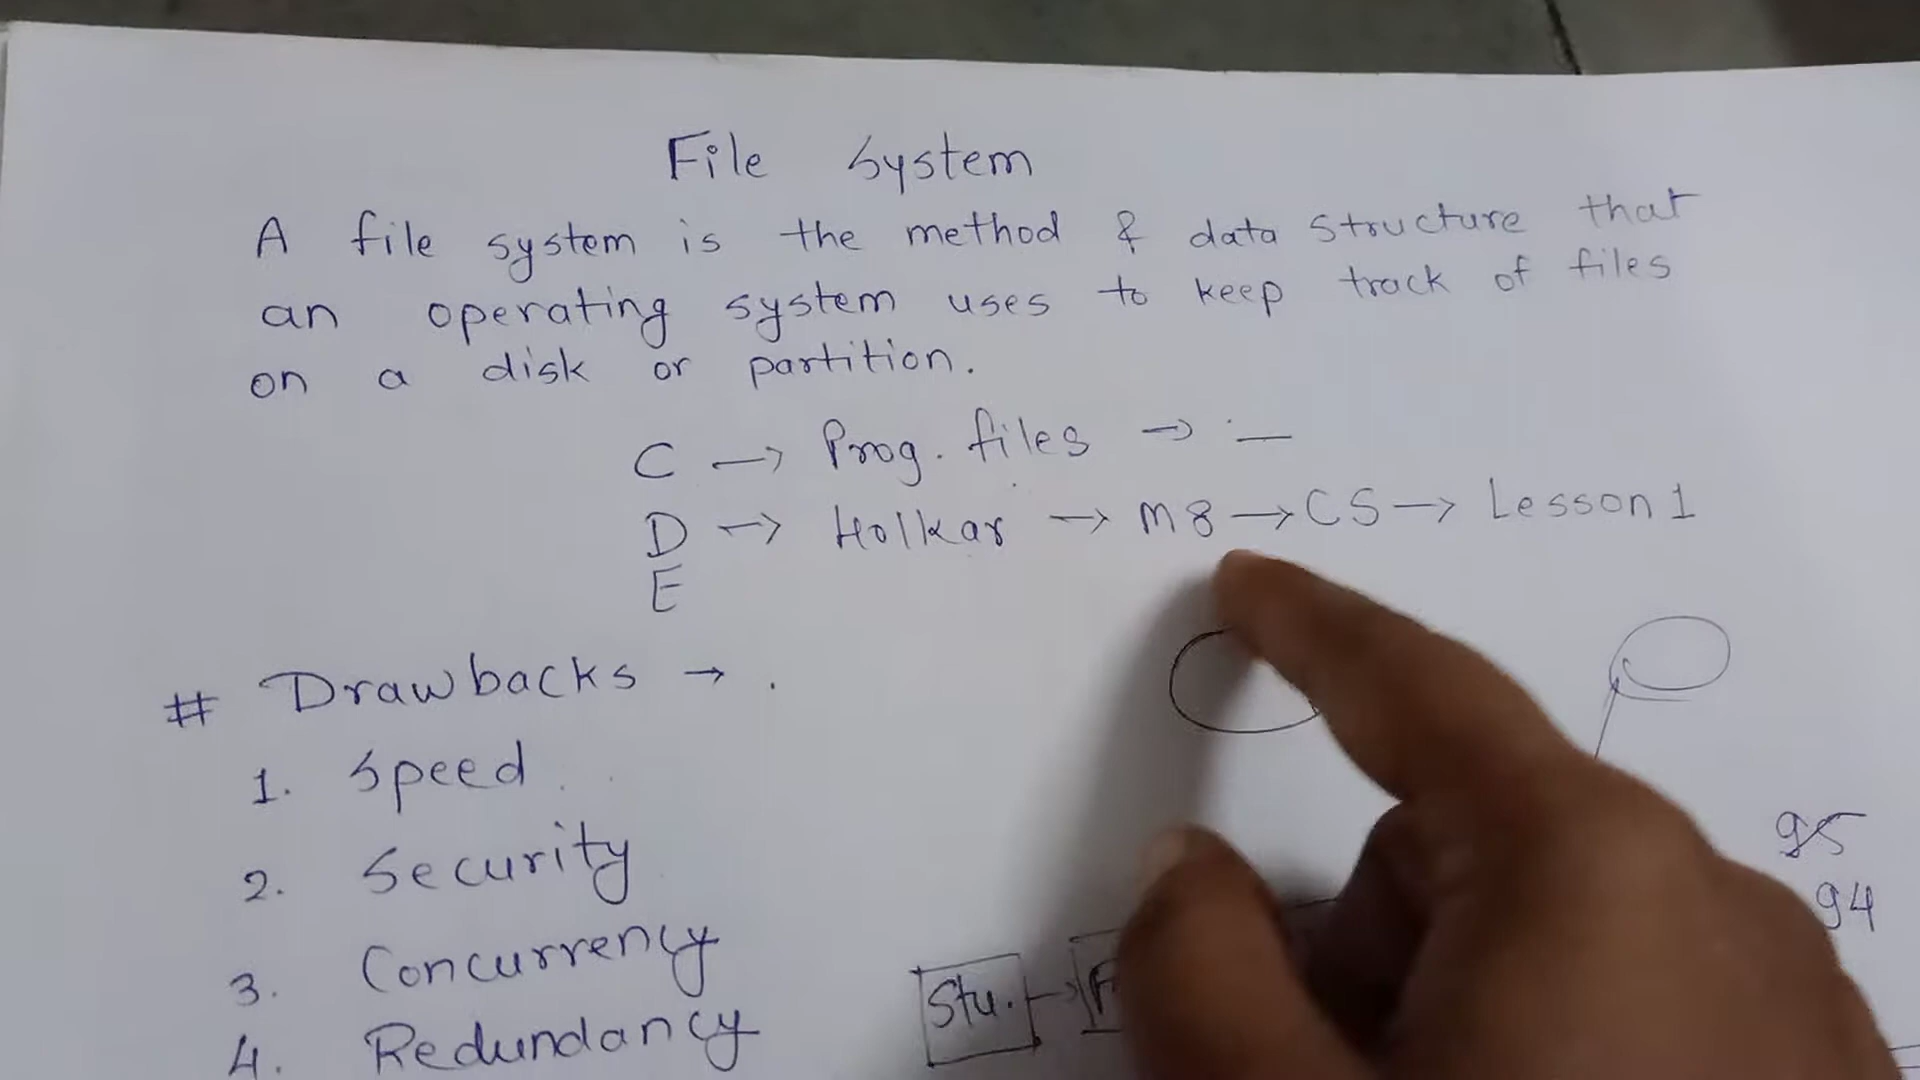 File System
A file system is the method & data structure that
an operating system uses to keep track of files
on a disk or partition.
C → Prog. files → —
D → Holkar → M8 → CS → Lesson 1
E
# Drawbacks → .
1. Speed
2. Security
3. Concurrency
4. Redundancy
Stu. → F
95
94